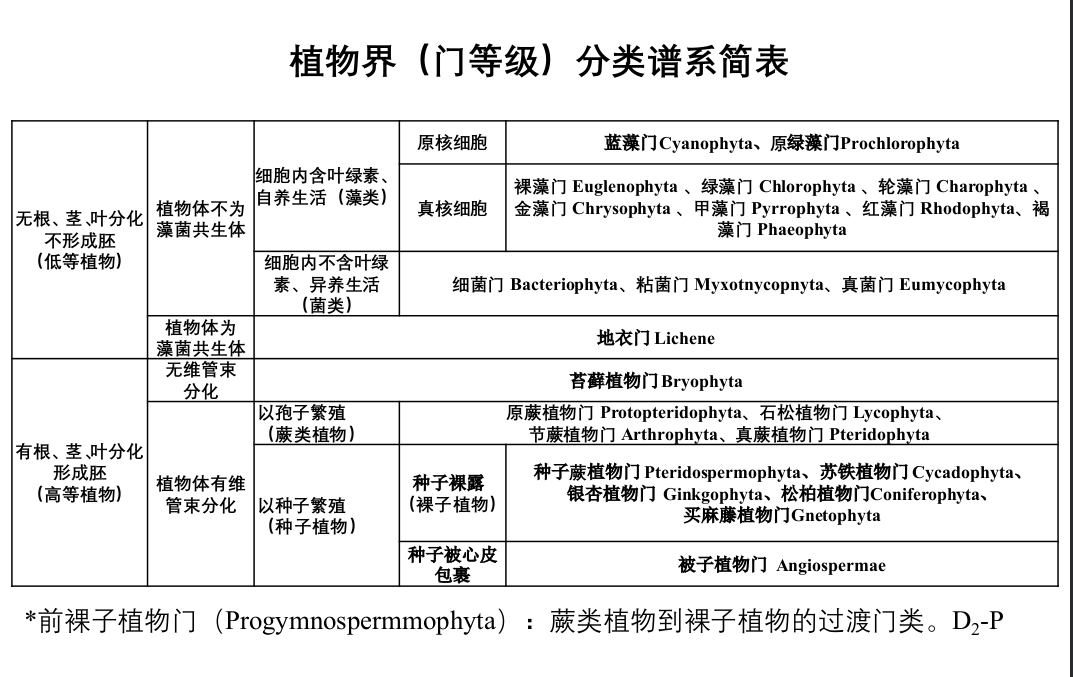 植物界（门等级）分类谱系简表
无根、茎、叶分化
不形成胚
（低等植物）
植物体不为
藻菌共生体
细胞内含叶绿素、
自养生活（藻类）
原核细胞
蓝藻门Cyanophyta、原绿藻门Prochlorophyta
真核细胞
裸藻门 Euglenophyta 、绿藻门 Chlorophyta 、轮藻门 Charophyta 、
金藻门 Chrysophyta 、甲藻门 Pyrrophyta 、红藻门 Rhodophyta、褐
藻门 Phaeophyta
细胞内不含叶绿
素、异养生活
（菌类）
细菌门 Bacteriophyta、粘菌门 Myxotnycopnyta、真菌门 Eumycophyta
植物体为
藻菌共生体
地衣门 Lichene
有根、茎、叶分化
形成胚
（高等植物）
无维管束
分化
苔藓植物门 Bryophyta
植物体有维
管束分化
以孢子繁殖
（蕨类植物）
原蕨植物门 Protopteridophyta、石松植物门 Lycophyta、
节蕨植物门 Arthrophyta、真蕨植物门 Pteridophyta
以种子繁殖
（种子植物）
种子裸露
（裸子植物）
种子蕨植物门 Pteridospermophyta、苏铁植物门 Cycadophyta、
银杏植物门 Ginkgophyta、松柏植物门Coniferophyta、
买麻藤植物门Gnetophyta
种子被心皮
包裹
被子植物门 Angiospermae
*前裸子植物门（Progymnospermmophyta）：蕨类植物到裸子植物的过渡门类。D2-P